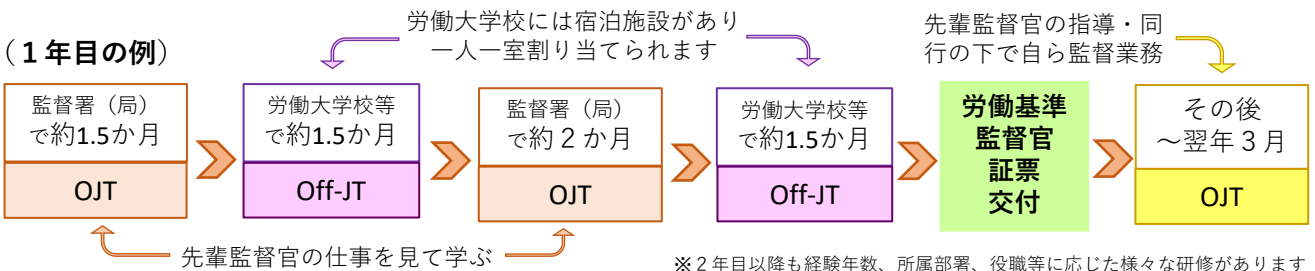 （１年目の例）
労働大学校には宿泊施設があり
一人一室割り当てられます
先輩監督官の指導・同
行の下で自ら監督業務
監督署（局）
で約1.5か月
OJT
労働大学校等
で約1.5か月
Off-JT
監督署（局）
で約２か月
OJT
労働大学校等
で約1.5か月
Off-JT
労働基準
監督官
証票
交付
その後
～翌年３月
OJT
先輩監督官の仕事を見て学ぶ
※２年目以降も経験年数、所属部署、役職等に応じた様々な研修があります